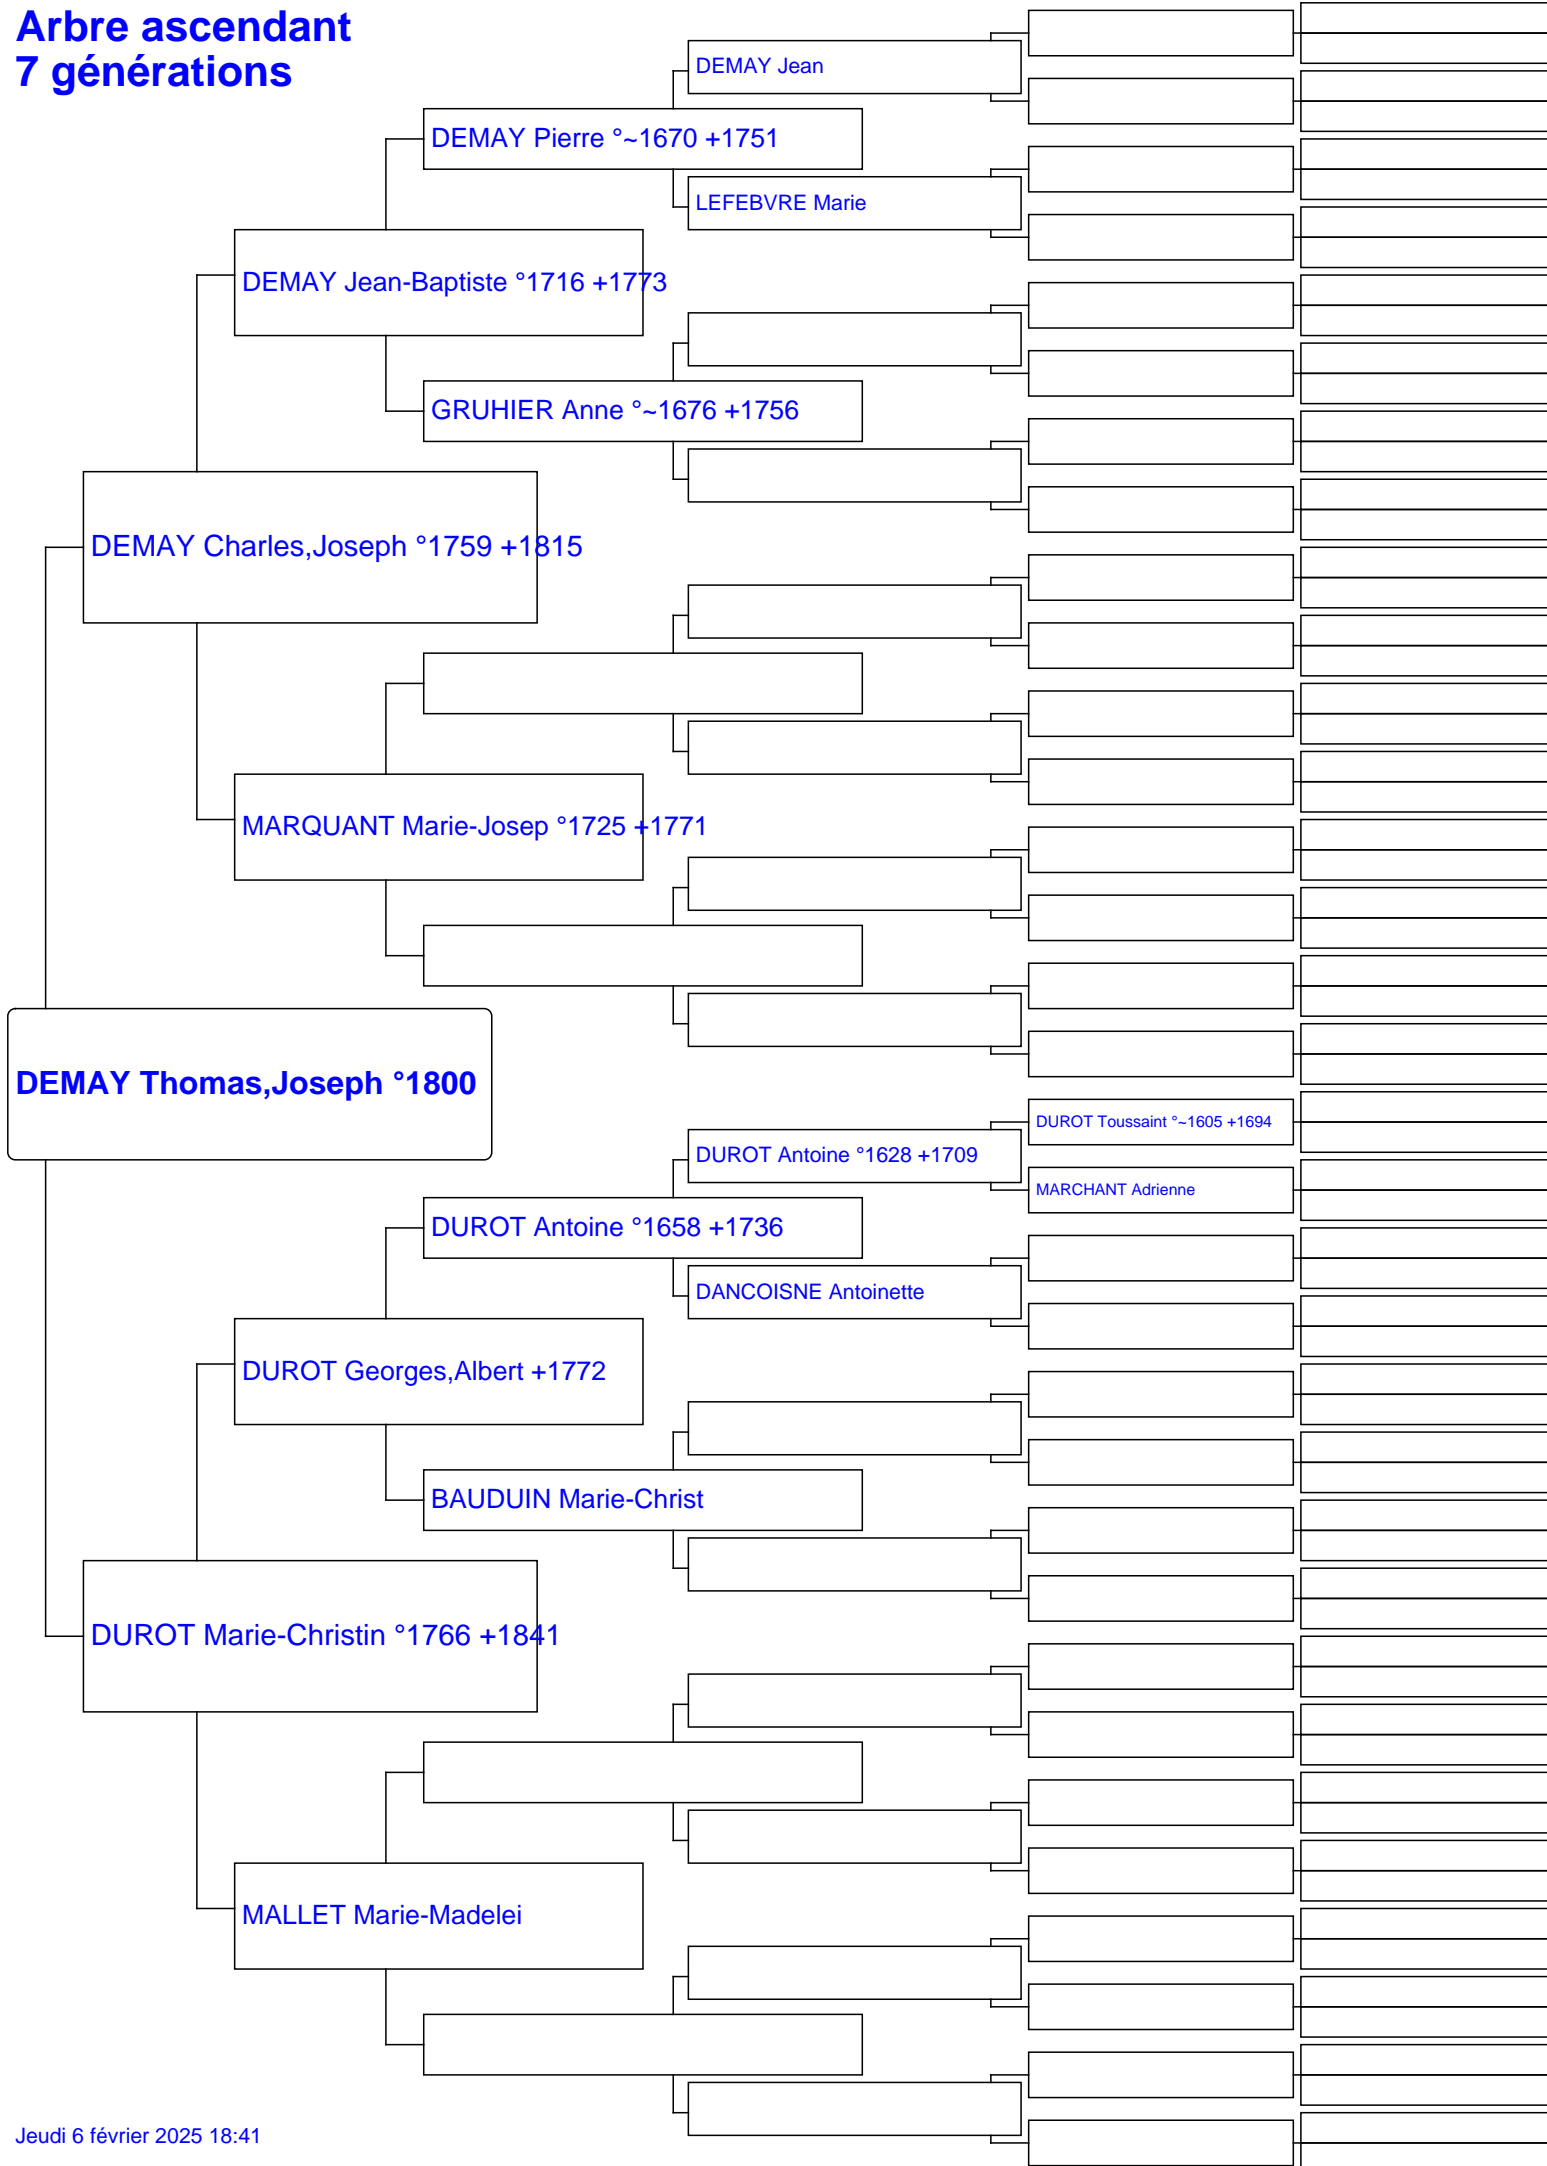 Arbre ascendant
7 générations
DEMAY Jean
DEMAY Pierre °~1670 +1751
LEFEBVRE Marie
DEMAY Jean-Baptiste °1716 +1773
GRUHIER Anne °~1676 +1756
DEMAY Charles,Joseph °1759 +1815
MARQUANT Marie-Josep °1725 +1771
DEMAY Thomas,Joseph °1800
DUROT Toussaint °~1605 +1694
DUROT Antoine °1628 +1709
MARCHANT Adrienne
DUROT Antoine °1658 +1736
DANCOISNE Antoinette
DUROT Georges,Albert +1772
BAUDUIN Marie-Christ
DUROT Marie-Christin °1766 +1841
MALLET Marie-Madelei
Jeudi 6 février 2025 18:41